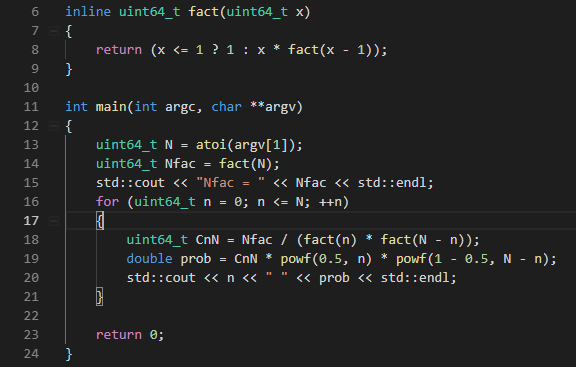 6 inline uint64_t fact(uint64_t x)
7 {
8 return (x <= 1 ? 1 : x * fact(x - 1));
9 }
10
11 int main(int argc, char **argv)
12 {
13 uint64_t N = atoi(argv[1]);
14 uint64_t Nfac = fact(N);
15 std::cout << "Nfac = " << Nfac << std::endl;
16 for (uint64_t n = 0; n <= N; ++n)
17 {
18 uint64_t CnN = Nfac / (fact(n) * fact(N - n));
19 double prob = CnN * powf(0.5, n) * powf(1 - 0.5, N - n);
20 std::cout << n << " " << prob << std::endl;
21 }
22
23 return 0;
24 }